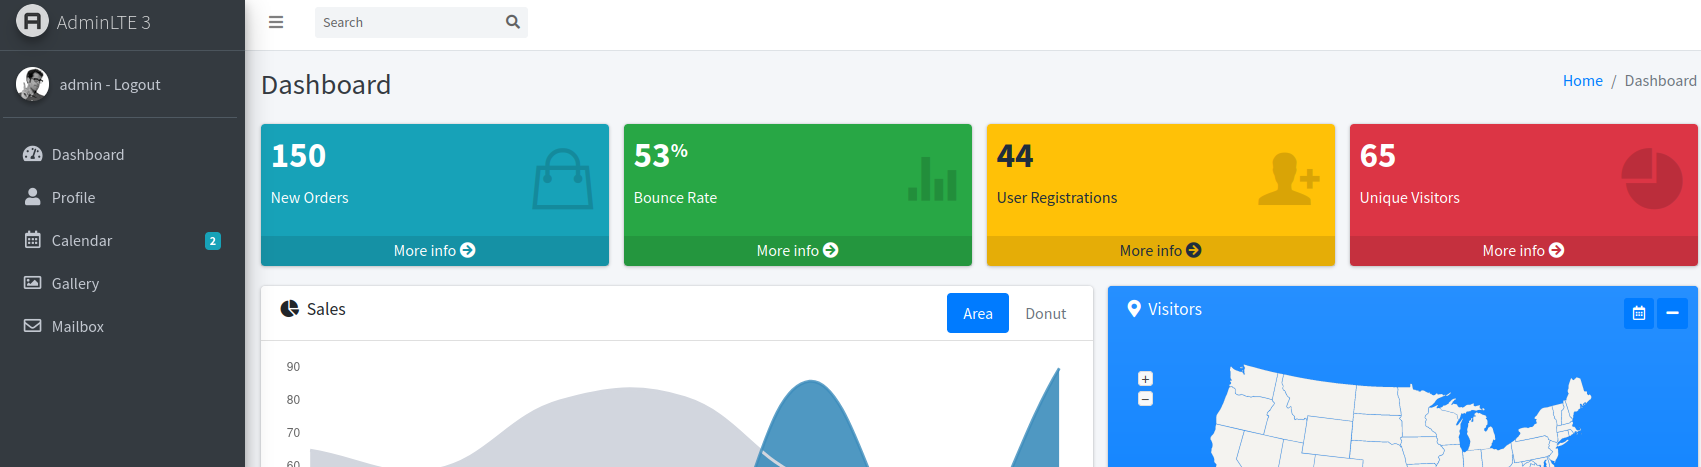 AdminLTE 3
Search
admin - Logout
Dashboard
Home / Dashboard
Dashboard
Profile
Calendar 2
Gallery
Mailbox
150
New Orders
More info
53%
Bounce Rate
More info
44
User Registrations
More info
65
Unique Visitors
More info
Sales
Area
Donut
90
80
70
60
Visitors
+
−